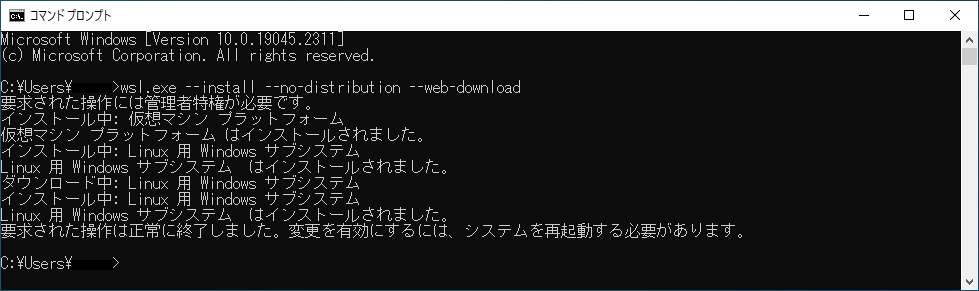 コマンド プロンプト
Microsoft Windows [Version 10.0.19045.2311]
(c) Microsoft Corporation. All rights reserved.
C:¥Users¥ >wsl.exe --install --no-distribution --web-download
要求された操作には管理者特権が必要です。
インストール中: 仮想マシン プラットフォーム
仮想マシン プラットフォーム はインストールされました。
インストール中: Linux 用 Windows サブシステム
Linux 用 Windows サブシステム  はインストールされました。
ダウンロード中: Linux 用 Windows サブシステム
インストール中: Linux 用 Windows サブシステム
Linux 用 Windows サブシステム  はインストールされました。
要求された操作は正常に終了しました。変更を有効にするには、システムを再起動する必要があります。
C:¥Users¥ >